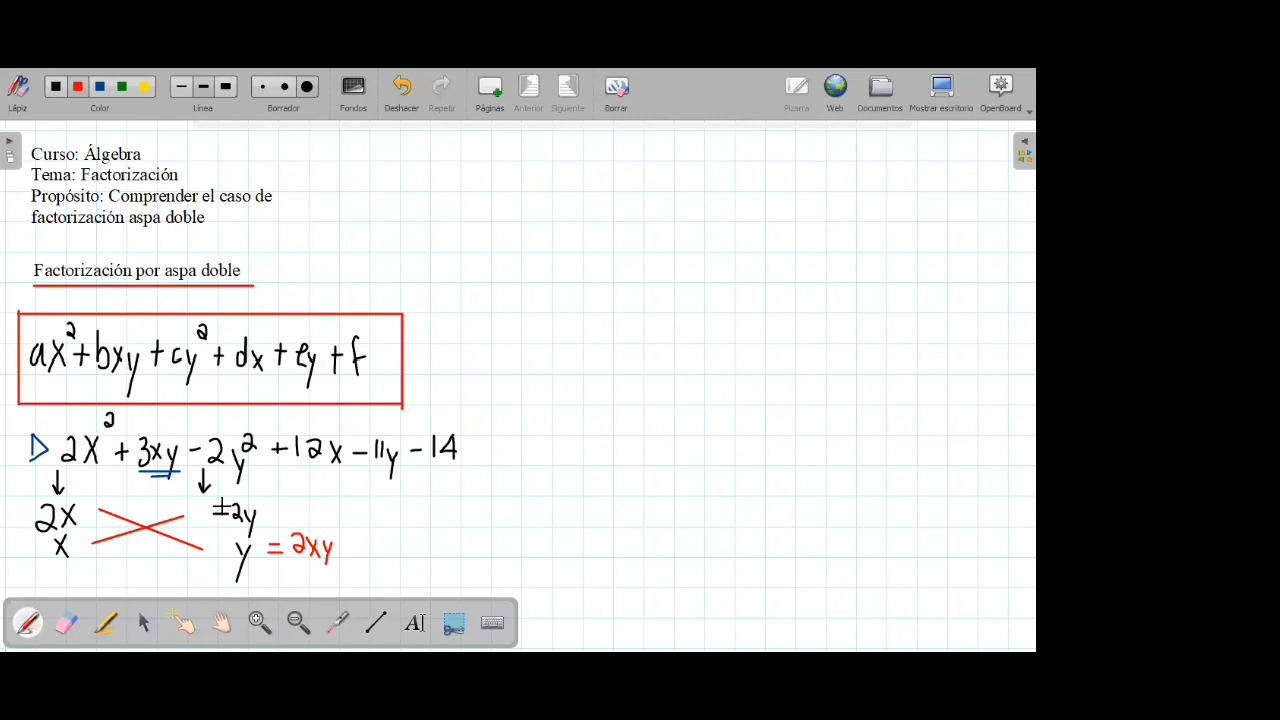 Lápiz Color Línea Borrador Fondos Deshacer Repetir Páginas Anterior Siguiente Borrar Pizarra Web Documentos Mostrar escritorio OpenBoard
Curso: Álgebra
Tema: Factorización
Propósito: Comprender el caso de
factorización aspa doble
Factorización por aspa doble
ax² + bxy + cy² + dx + ey + f
▷ 2x² + 3xy - 2y² + 12x - 11y - 14
↓ ↓
2x ±2y
x y = 2xy
AI